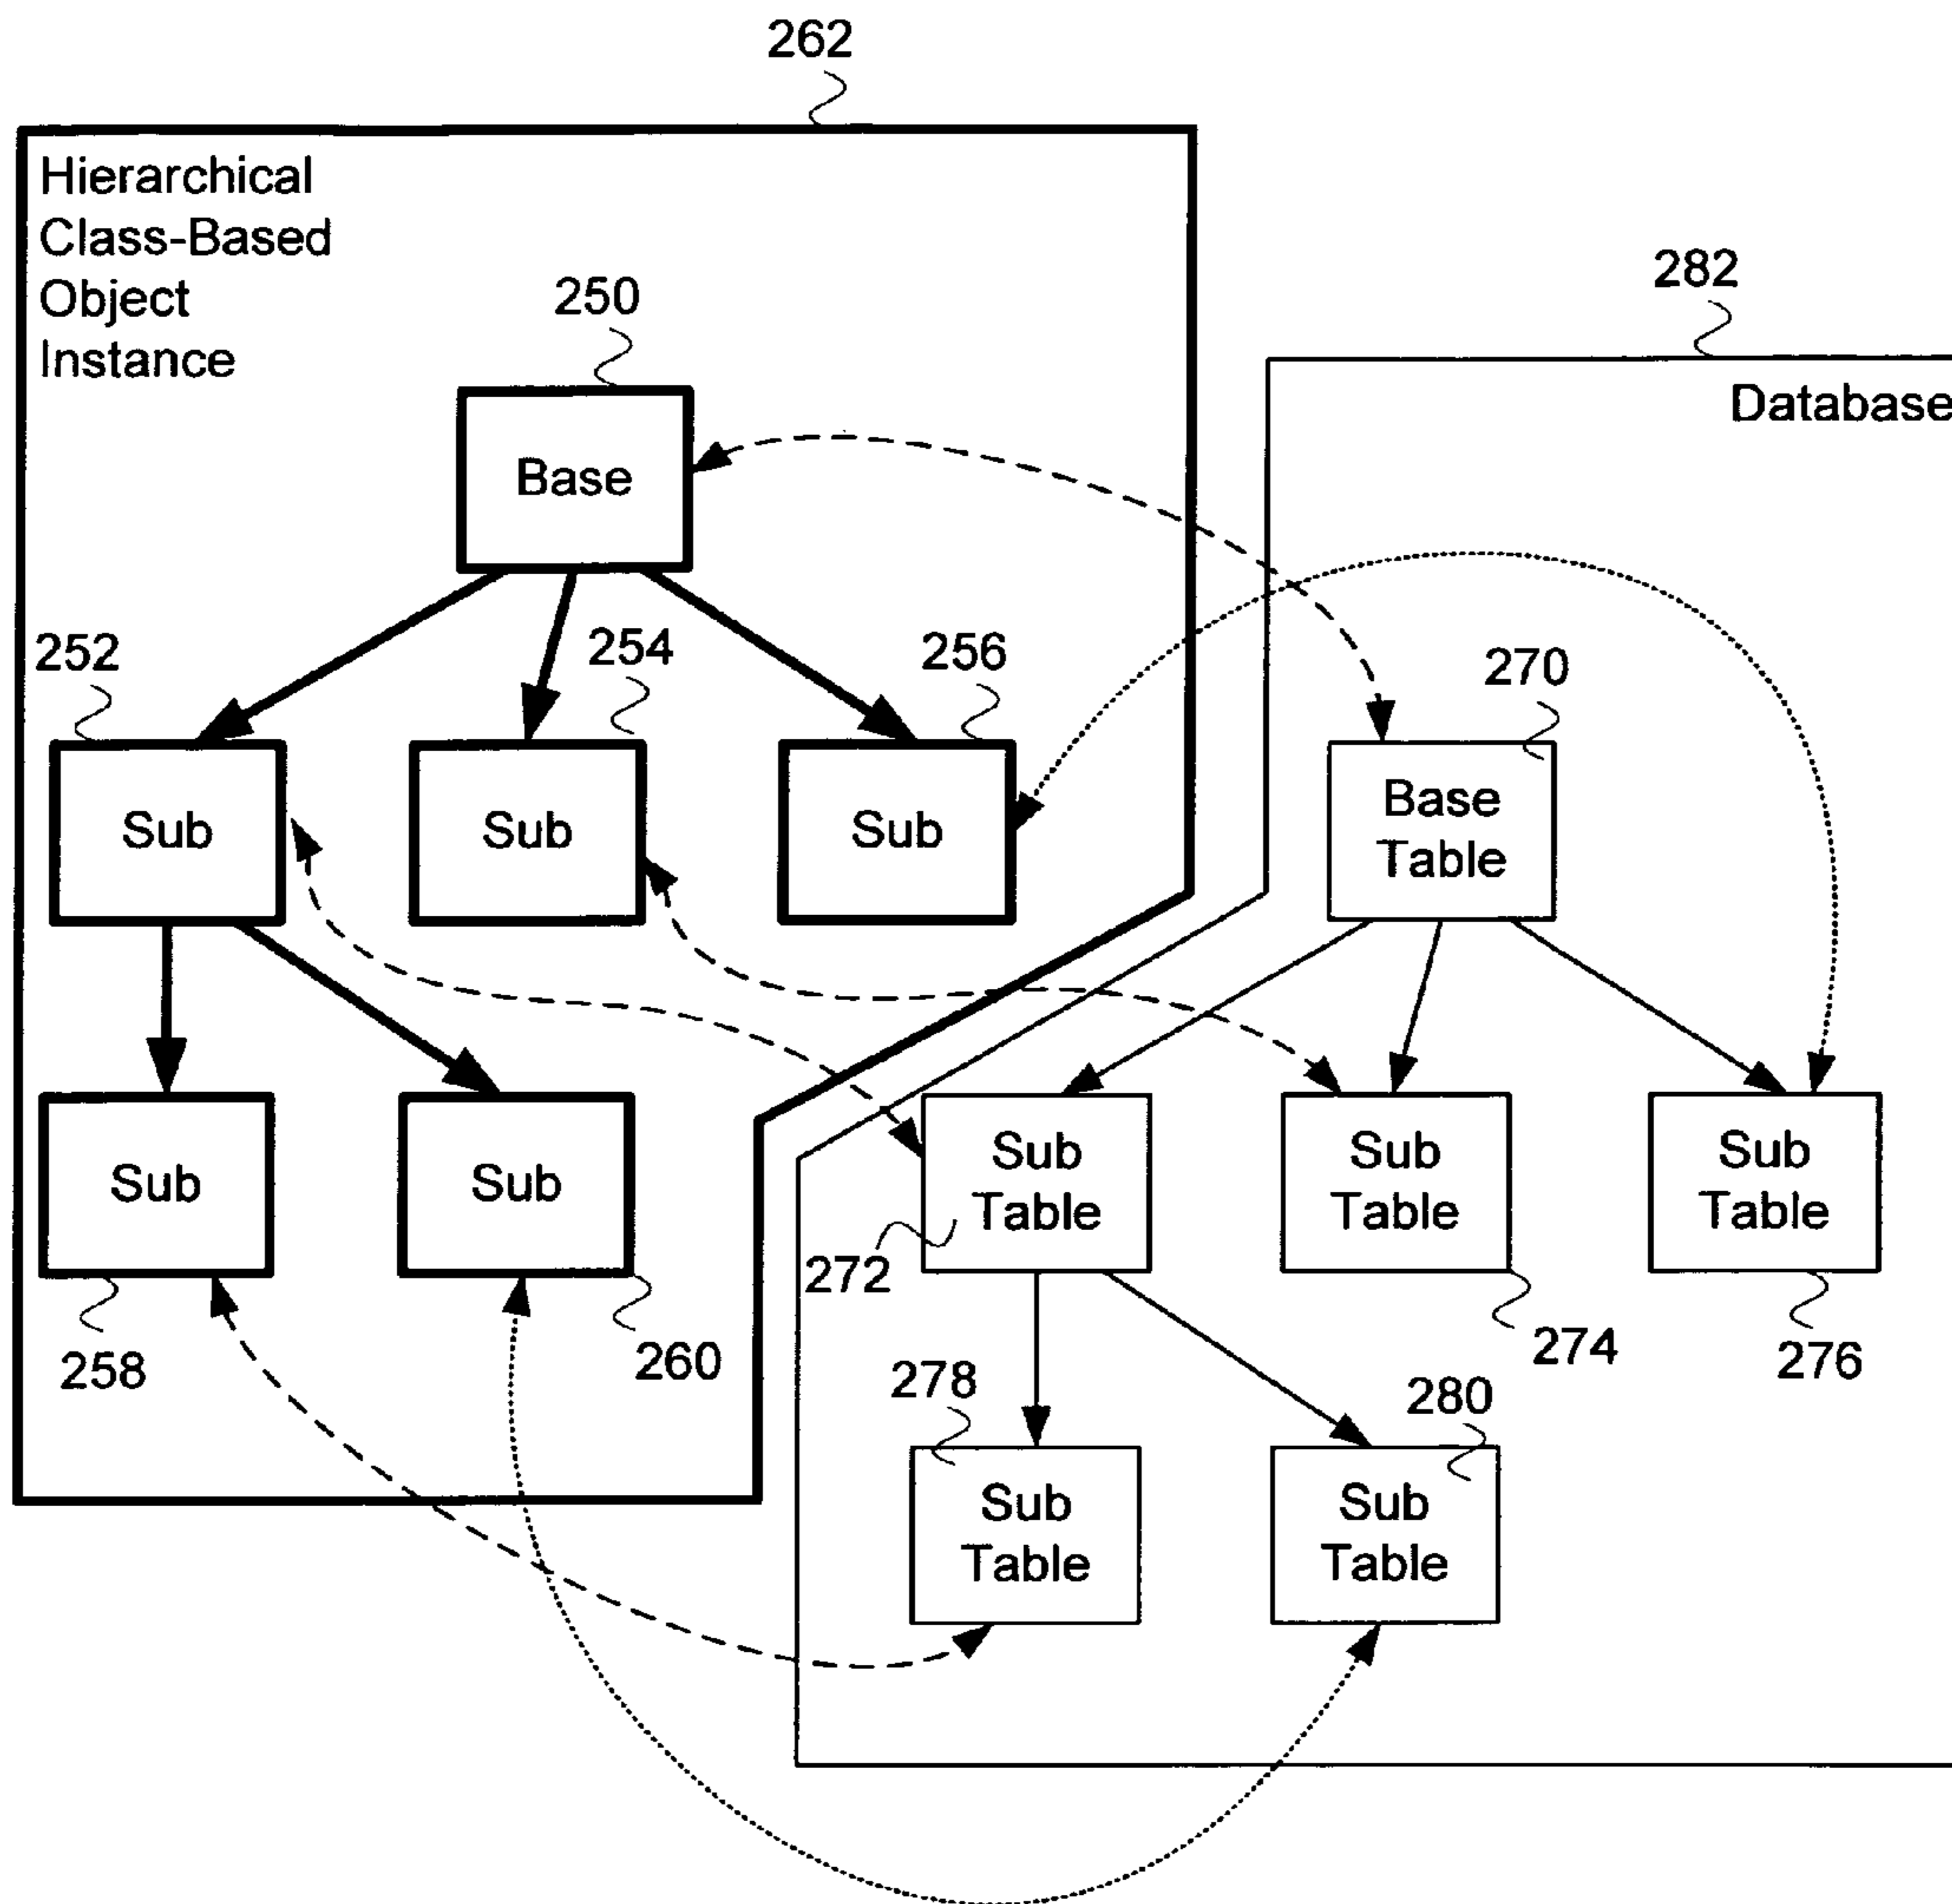 262
Hierarchical
Class-Based
Object
Instance
250
282
Database
Base
252
254
256
270
Sub
Sub
Sub
Base
Table
Sub
Sub
Sub
Table
Sub
Table
Sub
Table
272
258
260
274
276
278
280
Sub
Table
Sub
Table